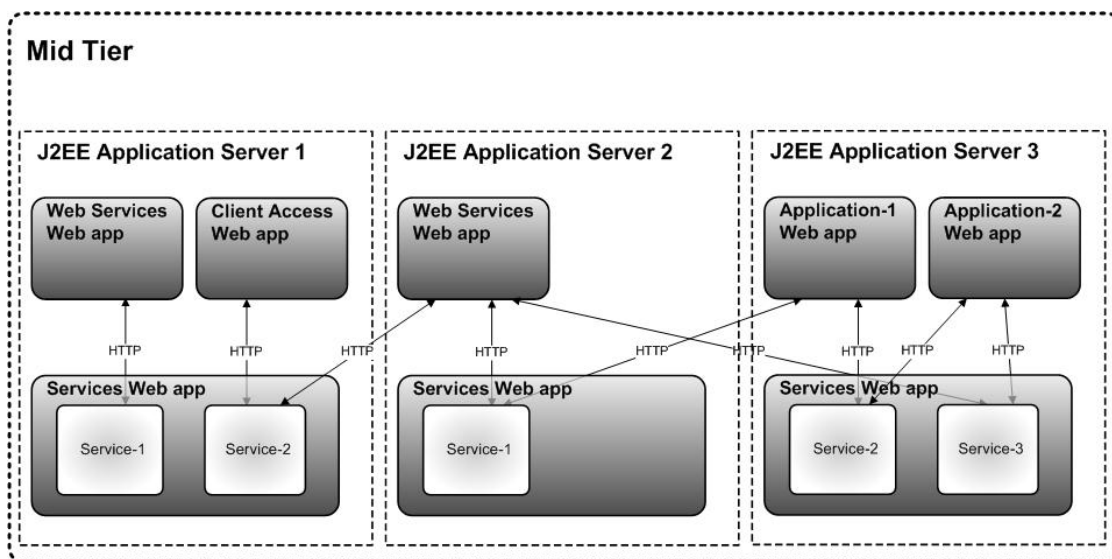 Mid Tier
J2EE Application Server 1
Web Services
Web app
Client Access
Web app
HTTP
HTTP
HTTP
Services Web app
Service-1
Service-2
J2EE Application Server 2
Web Services
Web app
HTTP
HTTP
HTTP
Services Web app
Service-1
J2EE Application Server 3
Application-1
Web app
Application-2
Web app
HTTP
HTTP
HTTP
Services Web app
Service-2
Service-3